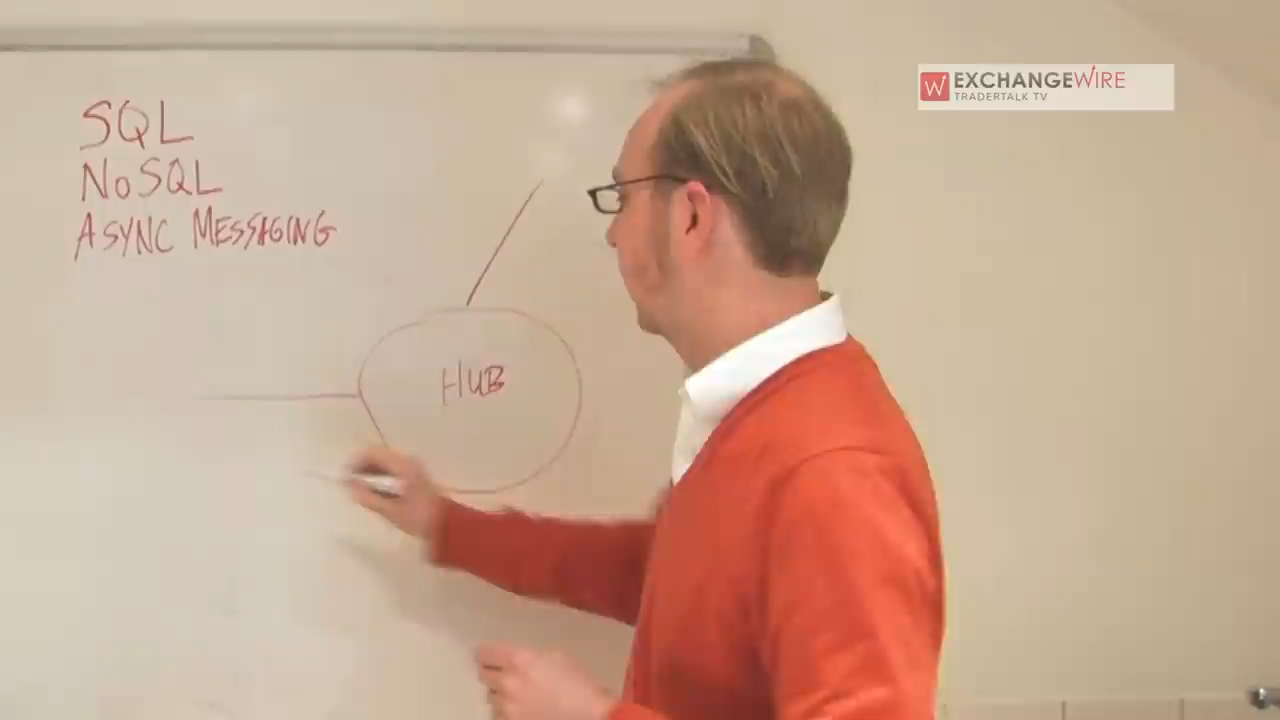 SQL
NoSQL
ASYNC MESSAGING
HUB
EXCHANGEWIRE
TRADERTALK TV